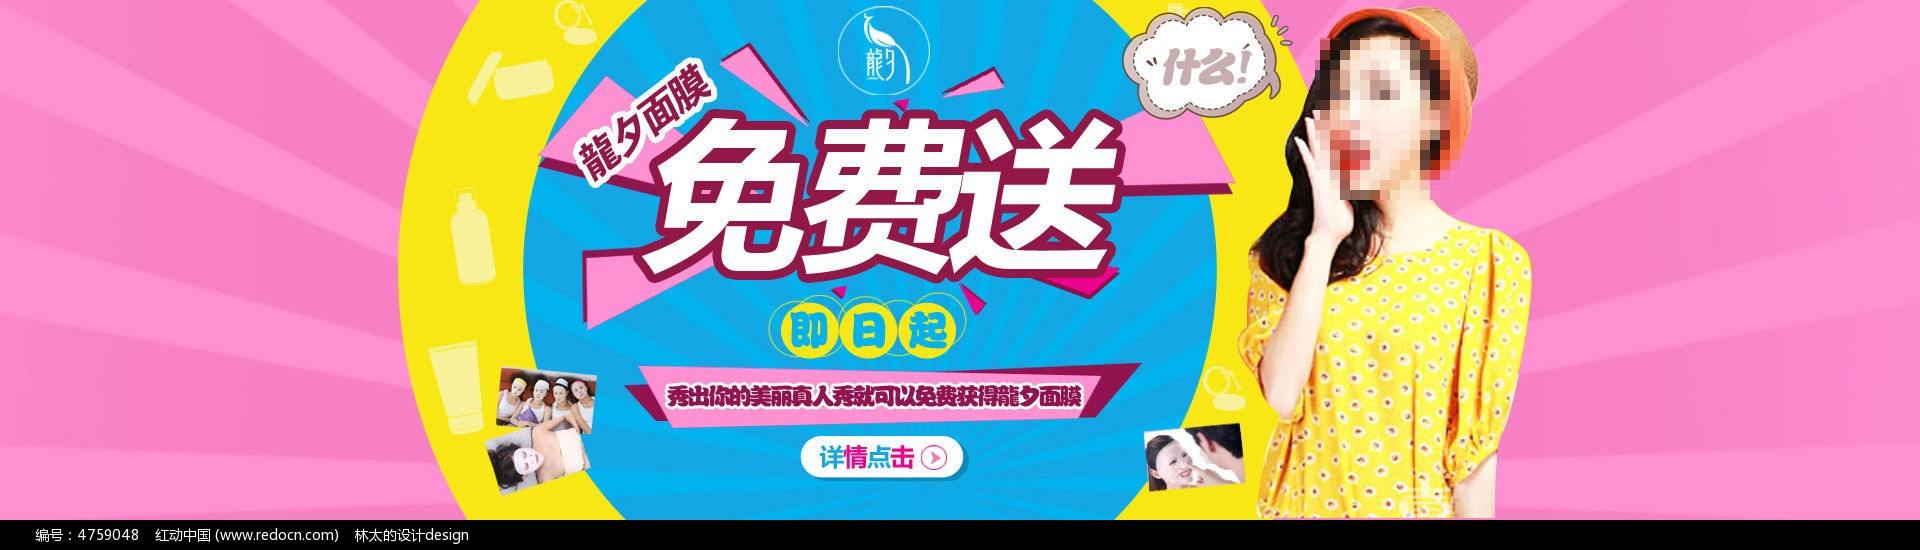 龍夕
什么!
龍夕面膜
免费送
即日起
秀出你的美丽真人秀就可以免费获得龍夕面膜
详情点击
编号：4759048 红动中国 (www.redocn.com) 林太的设计design